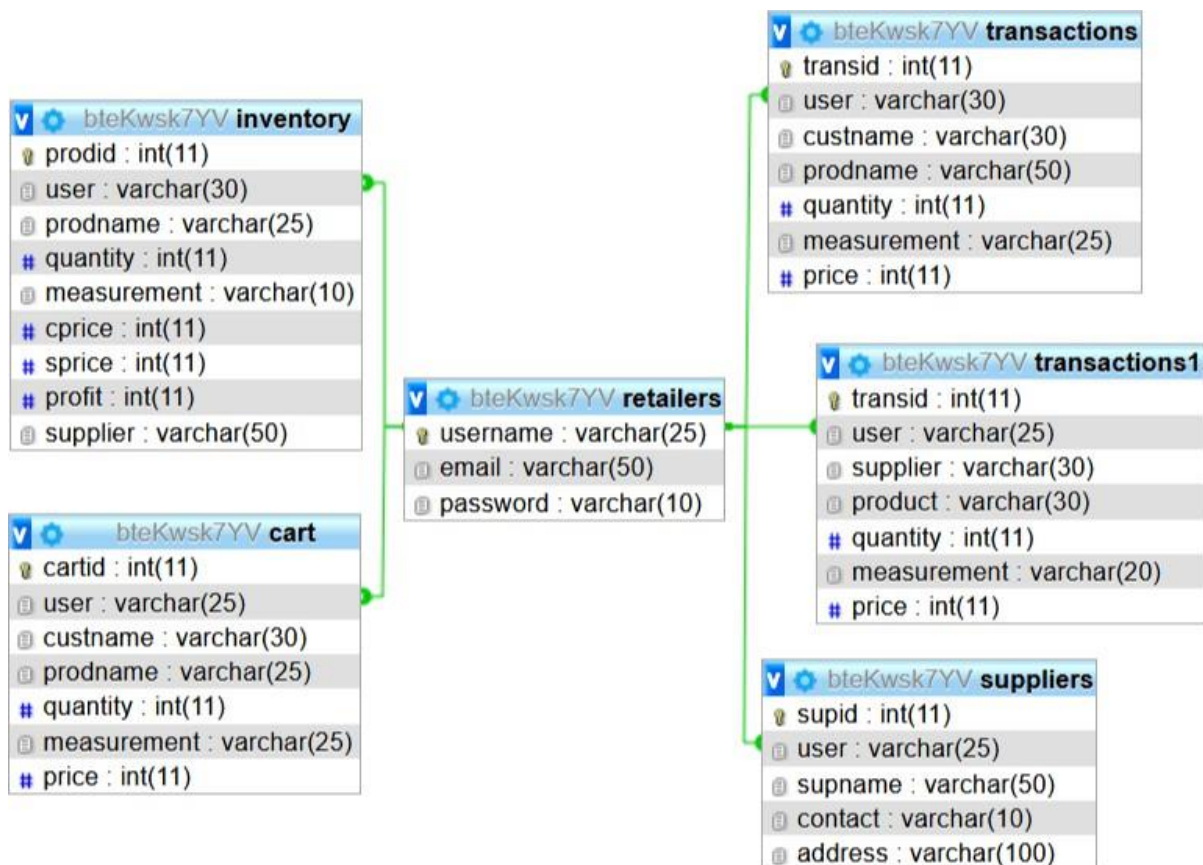 bteKwsk7YV inventory
prodid : int(11)
user : varchar(30)
prodname : varchar(25)
# quantity : int(11)
measurement : varchar(10)
# cprice : int(11)
# sprice : int(11)
# profit : int(11)
supplier : varchar(50)
bteKwsk7YV cart
cartid : int(11)
user : varchar(25)
custname : varchar(30)
prodname : varchar(25)
# quantity : int(11)
measurement : varchar(25)
# price : int(11)
bteKwsk7YV retailers
username : varchar(25)
email : varchar(50)
password : varchar(10)
bteKwsk7YV transactions
transid : int(11)
user : varchar(30)
custname : varchar(30)
prodname : varchar(50)
# quantity : int(11)
measurement : varchar(25)
# price : int(11)
bteKwsk7YV transactions1
transid : int(11)
user : varchar(25)
supplier : varchar(30)
product : varchar(30)
# quantity : int(11)
measurement : varchar(20)
# price : int(11)
bteKwsk7YV suppliers
supid : int(11)
user : varchar(25)
supname : varchar(50)
contact : varchar(10)
address : varchar(100)